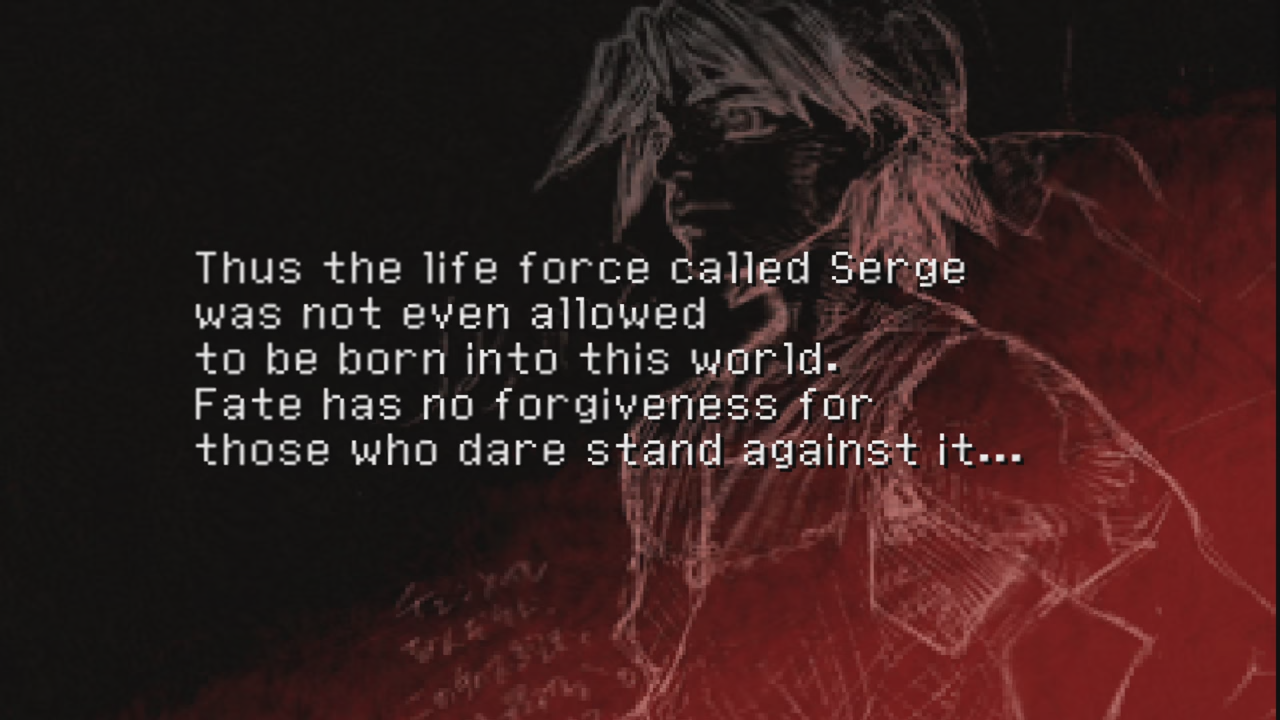 Thus the life force called Serge
was not even allowed
to be born into this world.
Fate has no forgiveness for
those who dare stand against it...